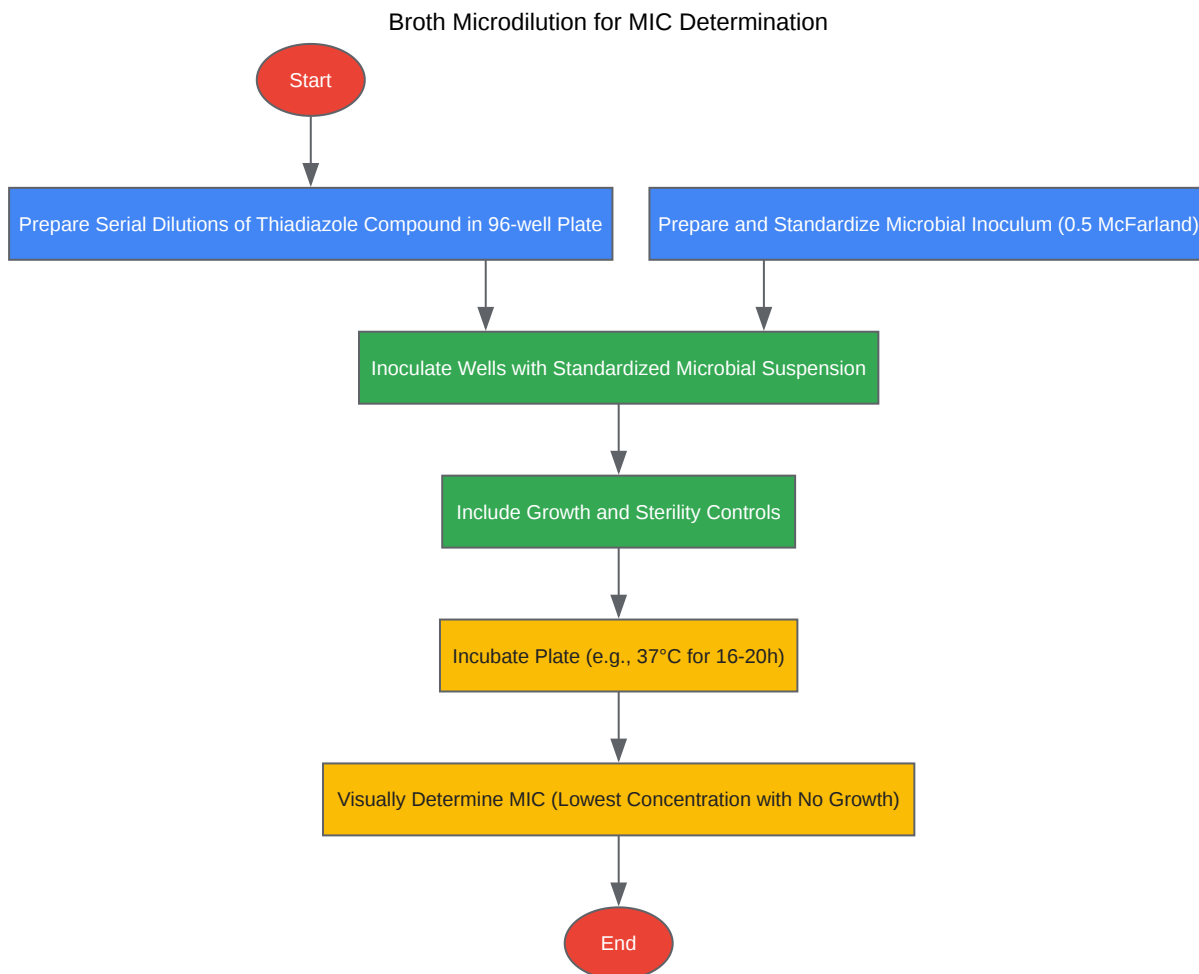 Broth Microdilution for MIC Determination
Start
Prepare Serial Dilutions of Thiadiazole Compound in 96-well Plate
Prepare and Standardize Microbial Inoculum (0.5 McFarland)
Inoculate Wells with Standardized Microbial Suspension
Include Growth and Sterility Controls
Incubate Plate (e.g., 37°C for 16-20h)
Visually Determine MIC (Lowest Concentration with No Growth)
End